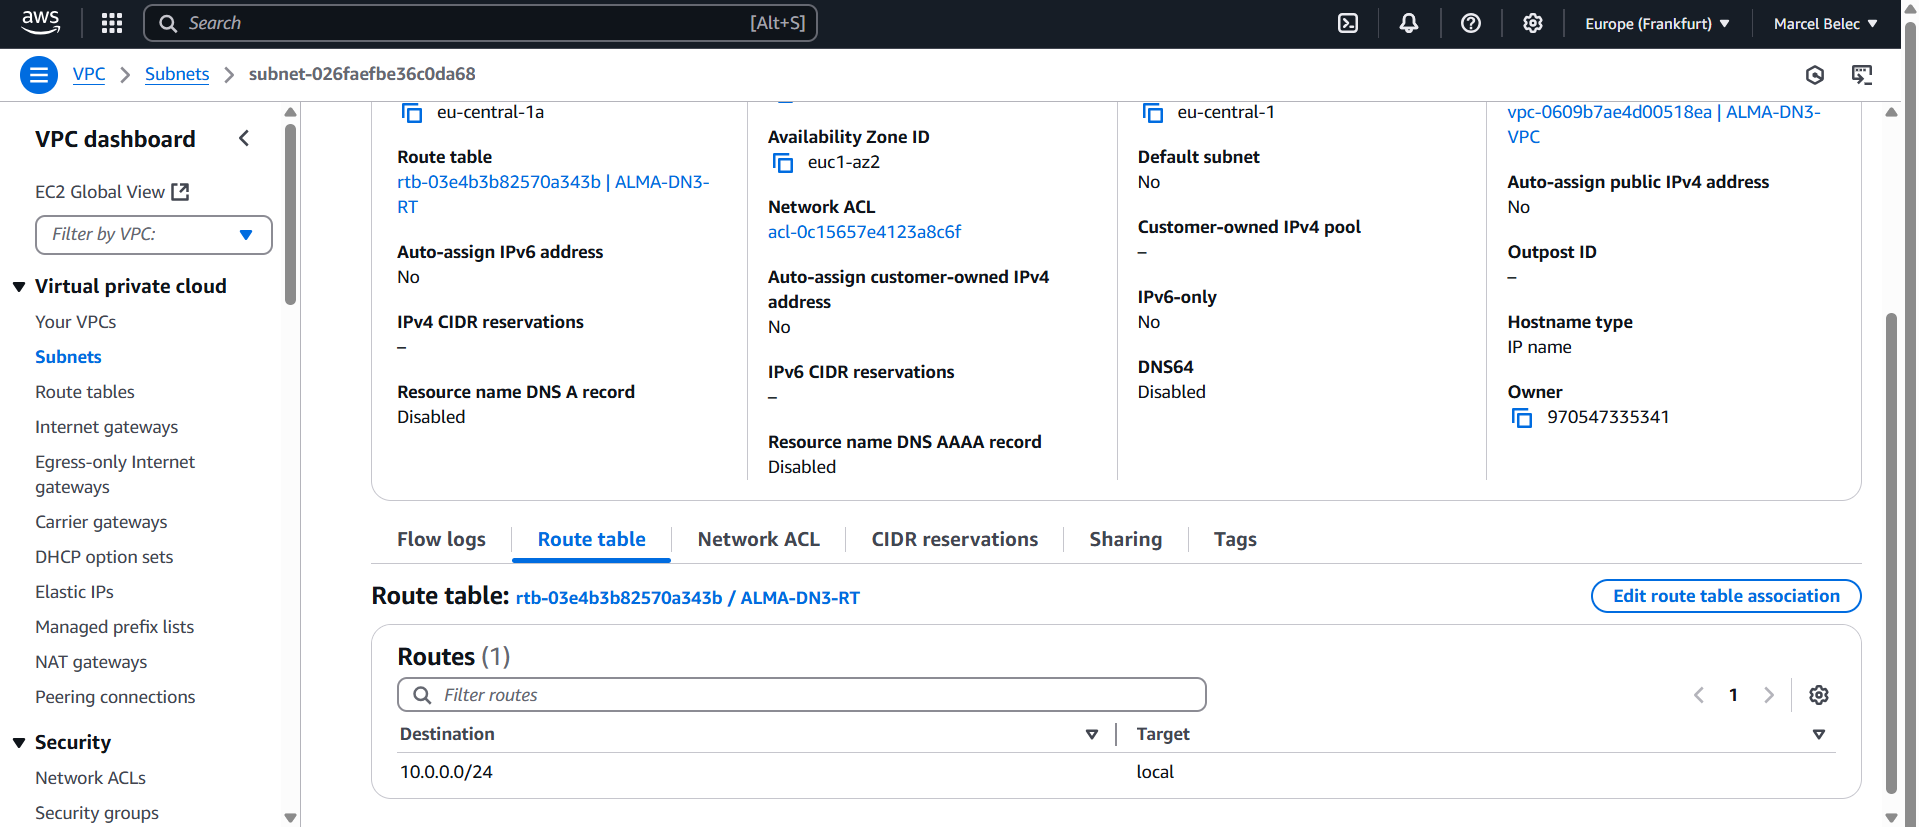 aws
Search [Alt+S]
Europe (Frankfurt)
Marcel Belec
VPC
Subnets
subnet-026faefbe36c0da68
VPC dashboard
EC2 Global View
Filter by VPC:
Virtual private cloud
Your VPCs
Subnets
Route tables
Internet gateways
Egress-only Internet
gateways
Carrier gateways
DHCP option sets
Elastic IPs
Managed prefix lists
NAT gateways
Peering connections
Security
Network ACLs
Security groups
eu-central-1a
Route table
rtb-03e4b3b82570a343b | ALMA-DN3-
RT
Auto-assign IPv6 address
No
IPv4 CIDR reservations
–
Resource name DNS A record
Disabled
Availability Zone ID
euc1-az2
Network ACL
acl-0c15657e4123a8c6f
Auto-assign customer-owned IPv4
address
No
IPv6 CIDR reservations
–
Resource name DNS AAAA record
Disabled
eu-central-1
Default subnet
No
Customer-owned IPv4 pool
–
IPv6-only
No
DNS64
Disabled
vpc-0609b7ae4d00518ea | ALMA-DN3-
VPC
Auto-assign public IPv4 address
No
Outpost ID
–
Hostname type
IP name
Owner
970547335341
Flow logs
Route table
Network ACL
CIDR reservations
Sharing
Tags
Route table: rtb-03e4b3b82570a343b / ALMA-DN3-RT
Edit route table association
Routes (1)
Filter routes
1
Destination
Target
10.0.0.0/24
local